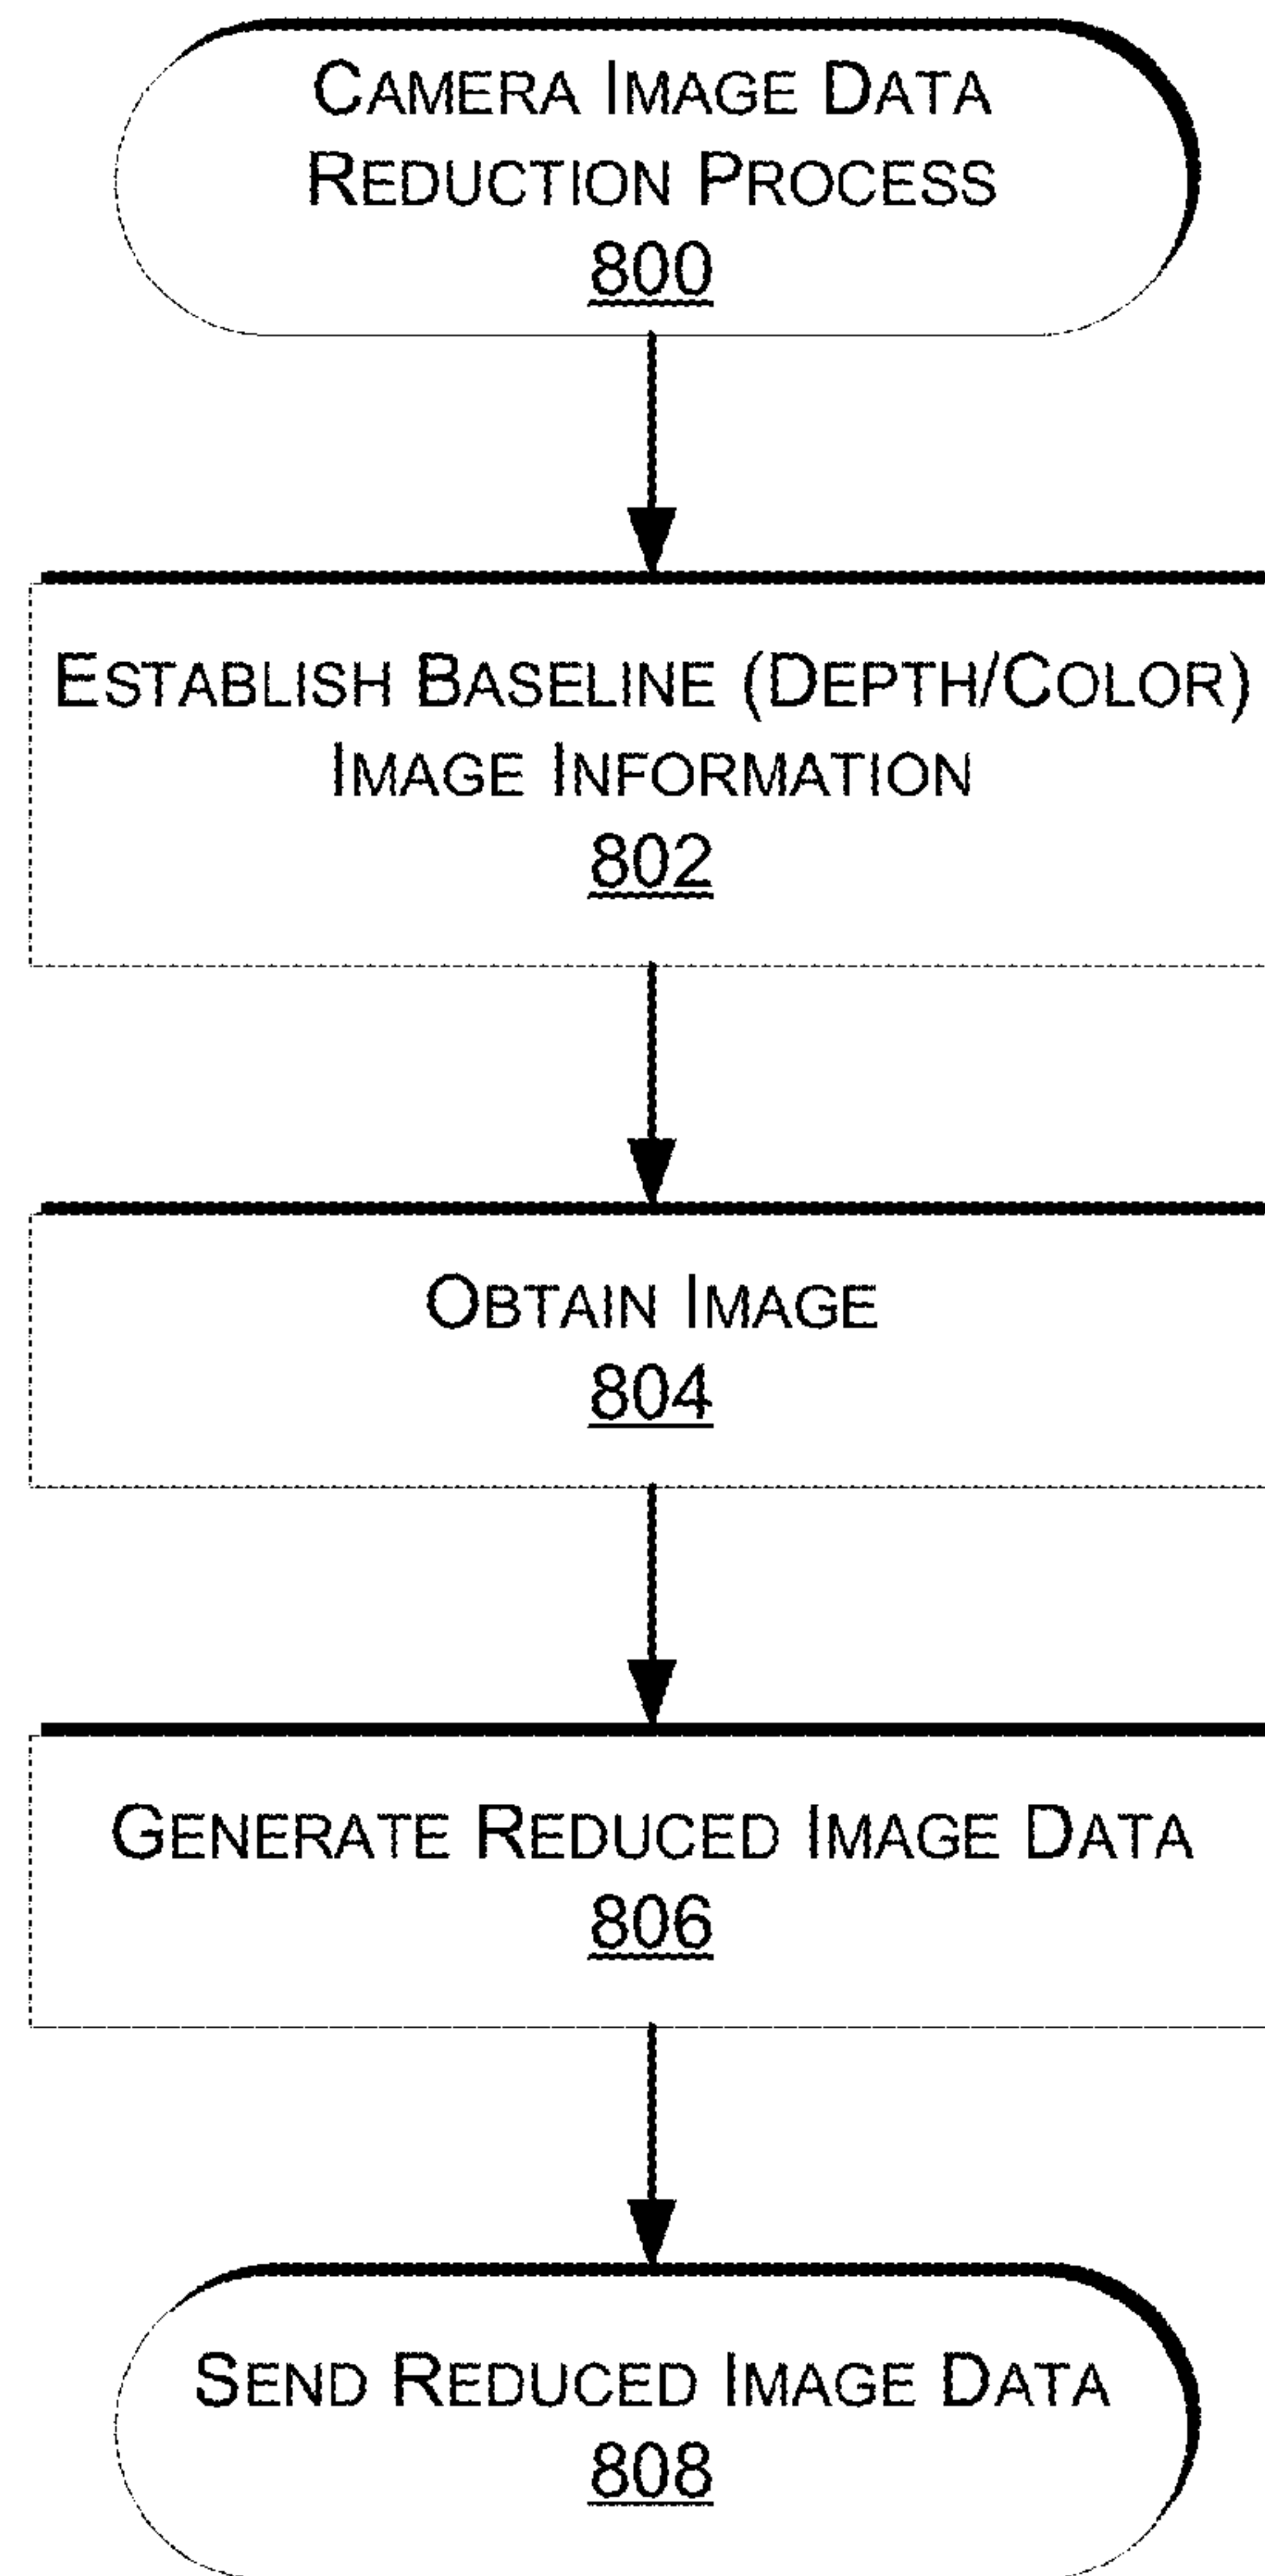 CAMERA IMAGE DATA
REDUCTION PROCESS
800
ESTABLISH BASELINE (DEPTH/COLOR)
IMAGE INFORMATION
802
OBTAIN IMAGE
804
GENERATE REDUCED IMAGE DATA
806
SEND REDUCED IMAGE DATA
808